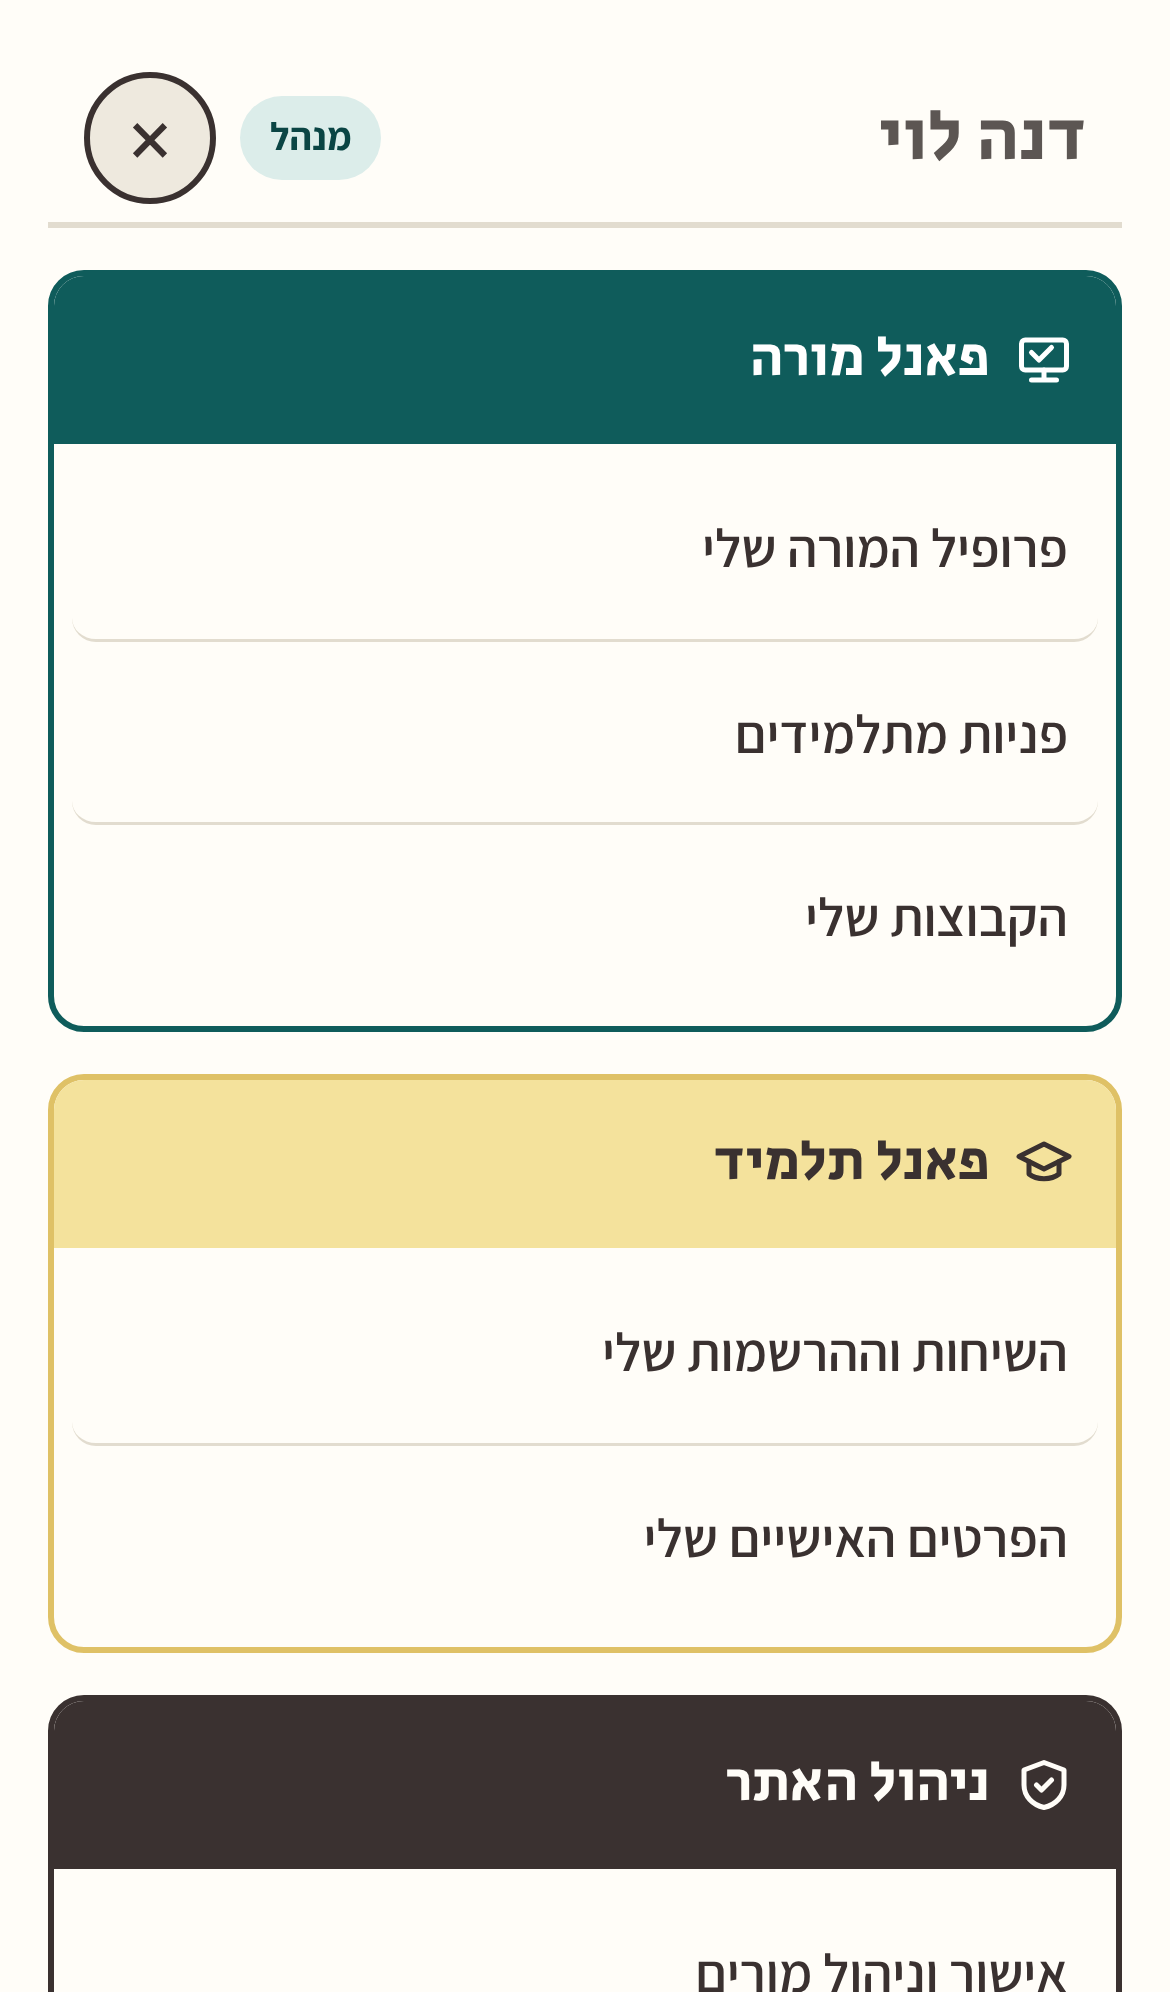 דנה לוי
מנהל
פאנל מורה
פרופיל המורה שלי
פניות מתלמידים
הקבוצות שלי
פאנל תלמיד
השיחות וההרשמות שלי
הפרטים האישיים שלי
ניהול האתר
אישור וניהול מורים